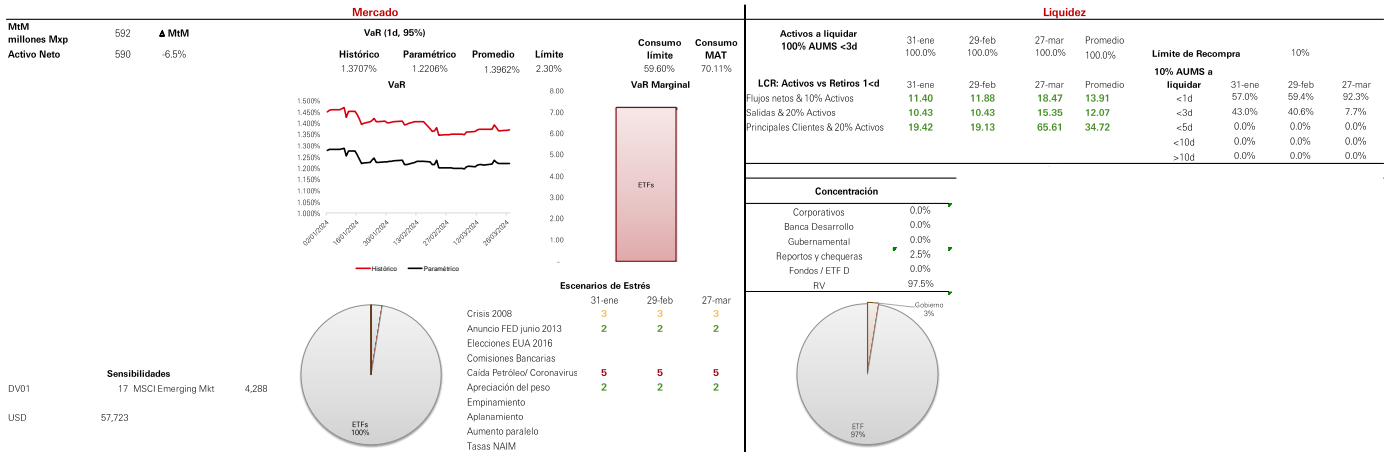 Mercado
MtM
millones Mxp
592
Δ MtM
Activo Neto
590
-6.5%
VaR (1d, 95%)
Histórico Paramétrico Promedio Límite
1.3707% 1.2206% 1.3962% 2.30%
Consumo límite
Consumo MAT
59.60% 70.11%
VaR
1.500%
1.450%
1.400%
1.350%
1.300%
1.250%
1.200%
1.150%
1.100%
1.050%
1.000%
02/01/2024
16/01/2024
30/01/2024
13/02/2024
27/02/2024
12/03/2024
26/03/2024
Histórico Paramétrico
VaR Marginal
8.00
7.00
6.00
5.00
4.00
3.00
2.00
1.00
-
ETFs
Escenarios de Estrés
31-ene 29-feb 27-mar
Crisis 2008 3 3 3
Anuncio FED junio 2013 2 2 2
Elecciones EUA 2016
Comisiones Bancarias
Caída Petróleo/ Coronavirus 5 5 5
Apreciación del peso 2 2 2
Empinamiento
Aplanamiento
Aumento paralelo
Tasas NAIM
ETFs
100%
Sensibilidades
DV01 17 MSCI Emerging Mkt 4,288
USD 57,723
Liquidez
Activos a liquidar
100% AUMS <3d
31-ene 29-feb 27-mar Promedio
100.0% 100.0% 100.0% 100.0%
Límite de Recompra 10%
LCR: Activos vs Retiros 1<d 31-ene 29-feb 27-mar Promedio
Flujos netos & 10% Activos 11.40 11.88 18.47 13.91
Salidas & 20% Activos 10.43 10.43 15.35 12.07
Principales Clientes & 20% Activos 19.42 19.13 65.61 34.72
10% AUMS a
liquidar 31-ene 29-feb 27-mar
<1d 57.0% 59.4% 92.3%
<3d 43.0% 40.6% 7.7%
<5d 0.0% 0.0% 0.0%
<10d 0.0% 0.0% 0.0%
>10d 0.0% 0.0% 0.0%
Concentración
Corporativos 0.0%
Banca Desarrollo 0.0%
Gubernamental 0.0%
Reportos y chequeras 2.5%
Fondos / ETF D 0.0%
RV 97.5%
Gobierno
3%
ETF
97%